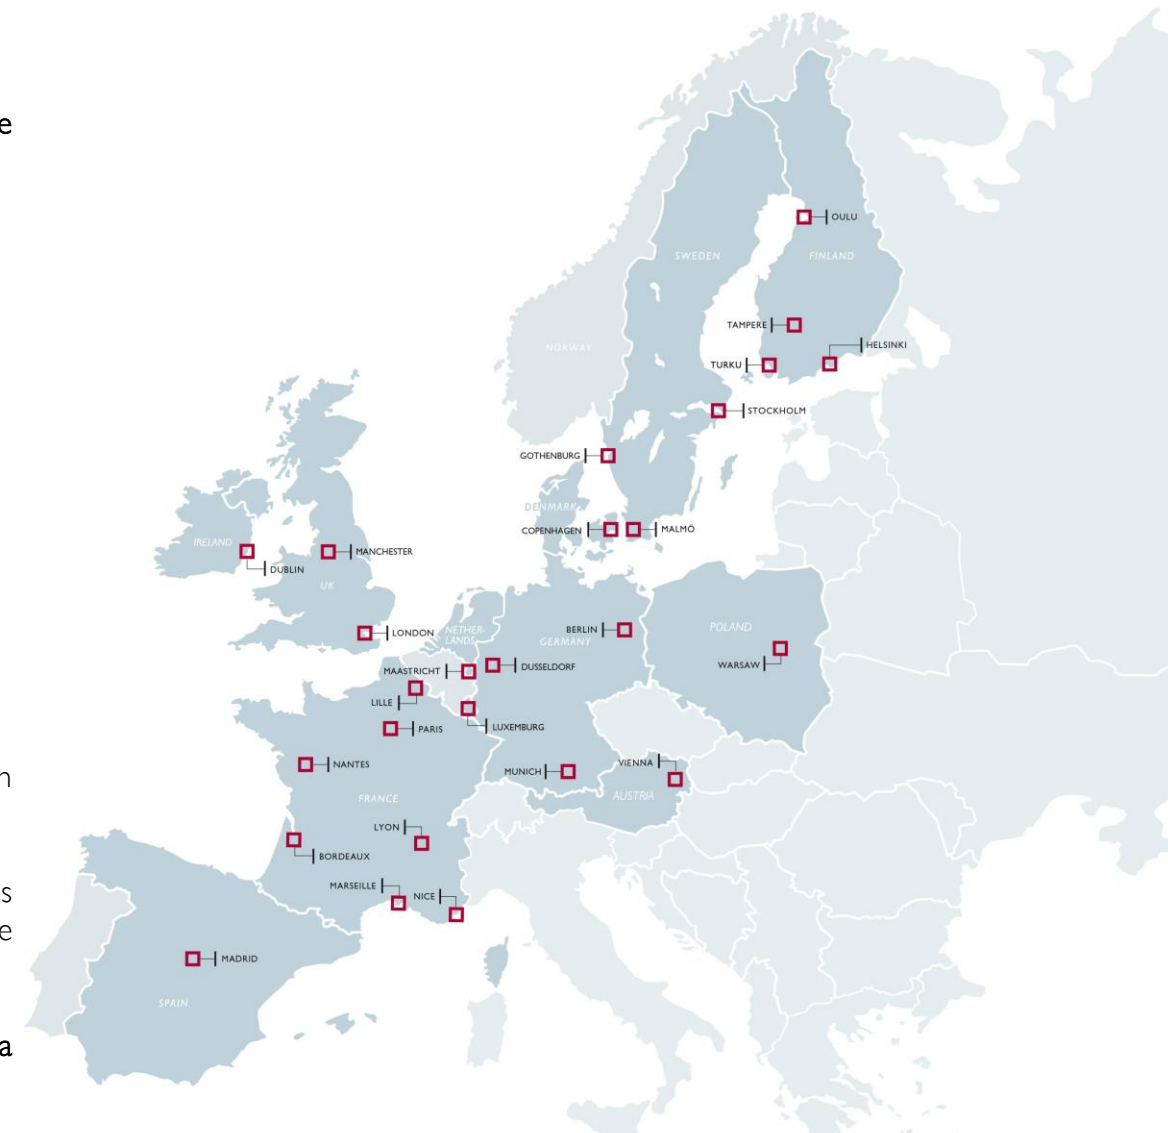 e
OULU
SWEDEN
FINLAND
TAMPERE
HELSINKI
NORWAY
TURKU
STOCKHOLM
GOTHENBURG
DENMARK
COPENHAGEN
MALMÖ
IRELAND
MANCHESTER
DUBLIN
UK
LONDON
NETHER-
LANDS
BERLIN
GERMANY
POLAND
MAASTRICHT
DUSSELDORF
WARSAW
LILLE
LUXEMBURG
PARIS
NANTES
MUNICH
VIENNA
n
FRANCE
AUSTRIA
LYON
BORDEAUX
MARSEILLE
NICE
s
e
MADRID
SPAIN
a